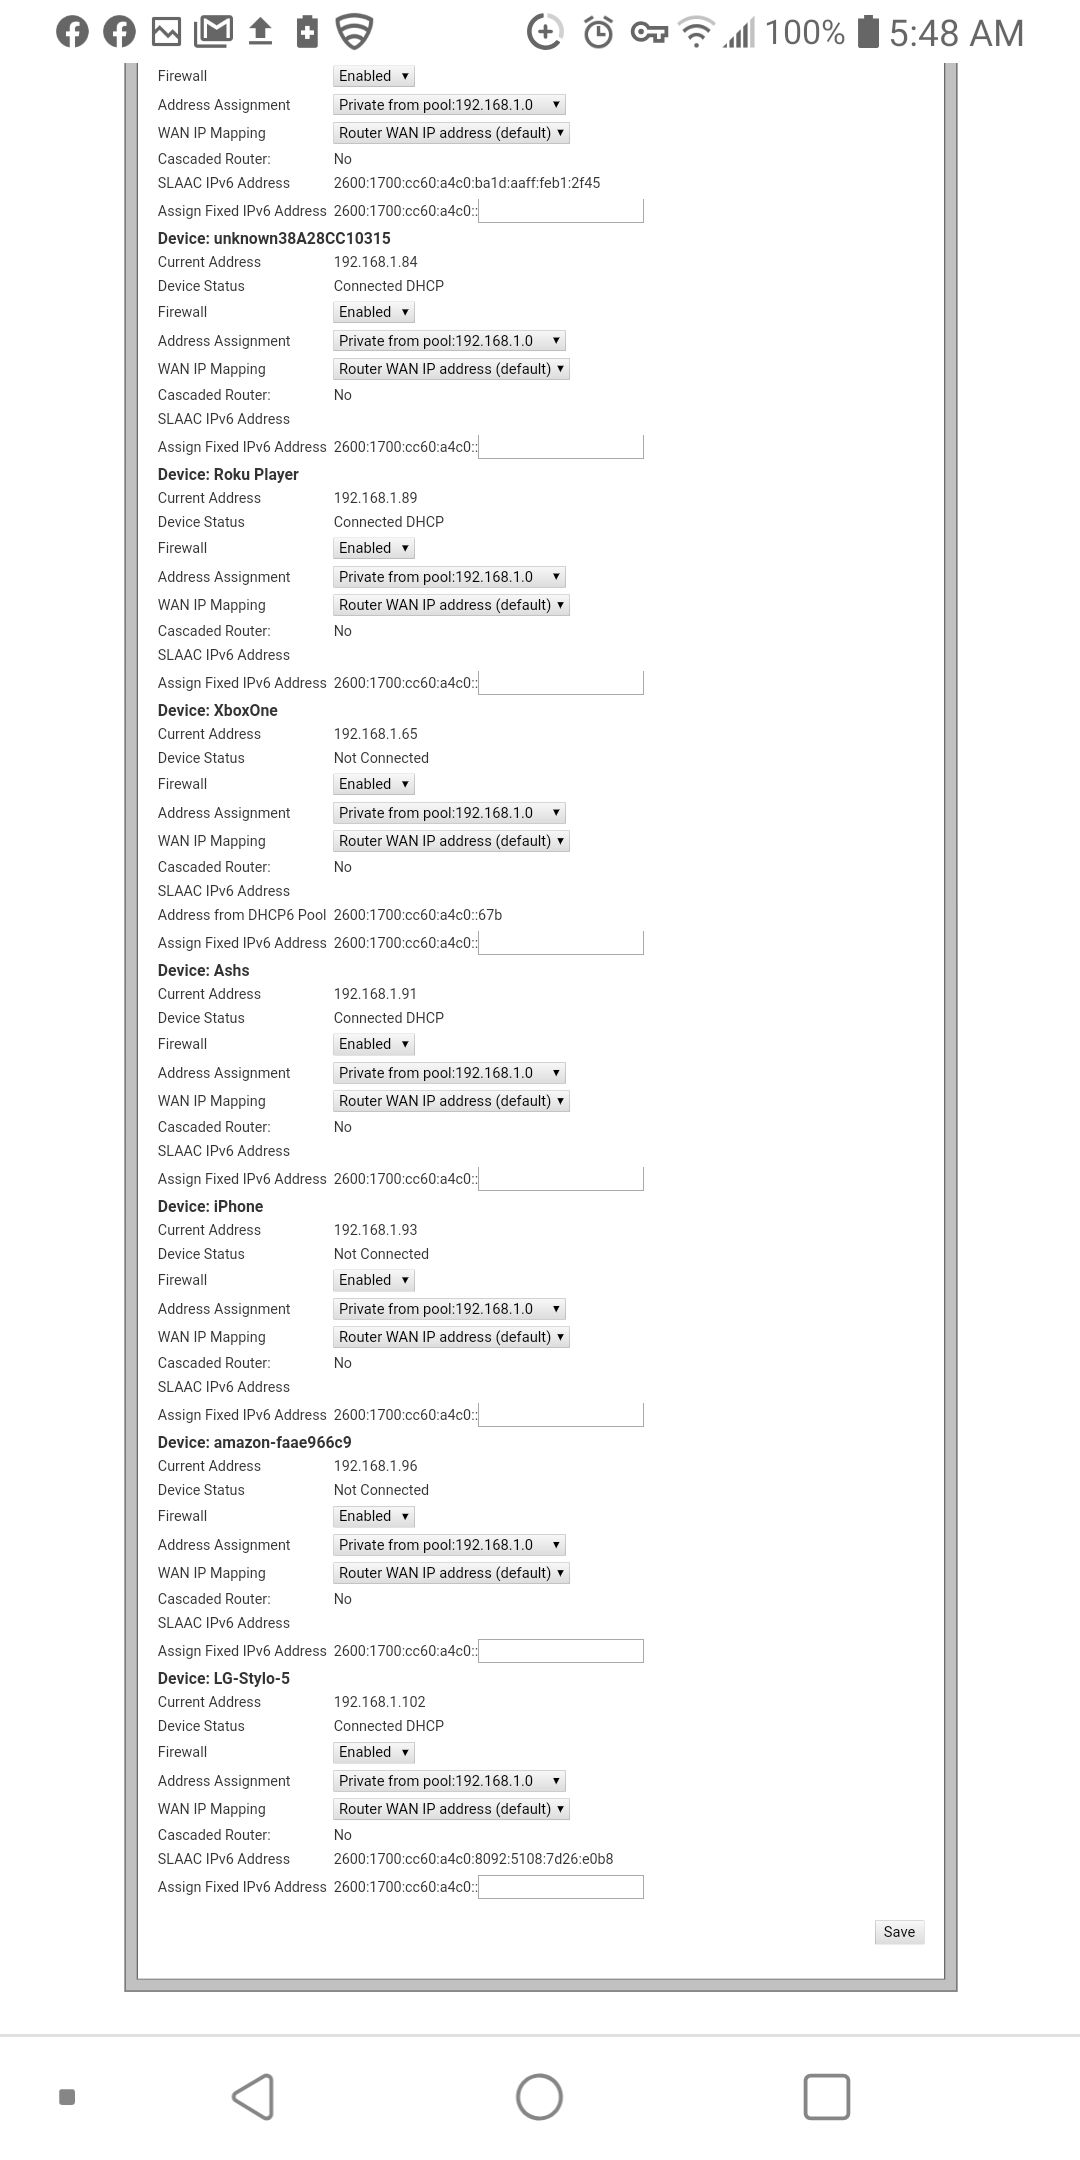 100% 5:48 AM
Firewall Enabled
Address Assignment Private from pool:192.168.1.0
WAN IP Mapping Router WAN IP address (default)
Cascaded Router: No
SLAAC IPv6 Address 2600:1700:cc60:a4c0:ba1d:aaff:feb1:2f45
Assign Fixed IPv6 Address 2600:1700:cc60:a4c0::
Device: unknown38A28CC10315
Current Address 192.168.1.84
Device Status Connected DHCP
Firewall Enabled
Address Assignment Private from pool:192.168.1.0
WAN IP Mapping Router WAN IP address (default)
Cascaded Router: No
SLAAC IPv6 Address
Assign Fixed IPv6 Address 2600:1700:cc60:a4c0::
Device: Roku Player
Current Address 192.168.1.89
Device Status Connected DHCP
Firewall Enabled
Address Assignment Private from pool:192.168.1.0
WAN IP Mapping Router WAN IP address (default)
Cascaded Router: No
SLAAC IPv6 Address
Assign Fixed IPv6 Address 2600:1700:cc60:a4c0::
Device: XboxOne
Current Address 192.168.1.65
Device Status Not Connected
Firewall Enabled
Address Assignment Private from pool:192.168.1.0
WAN IP Mapping Router WAN IP address (default)
Cascaded Router: No
SLAAC IPv6 Address
Address from DHCP6 Pool 2600:1700:cc60:a4c0::67b
Assign Fixed IPv6 Address 2600:1700:cc60:a4c0::
Device: Ashs
Current Address 192.168.1.91
Device Status Connected DHCP
Firewall Enabled
Address Assignment Private from pool:192.168.1.0
WAN IP Mapping Router WAN IP address (default)
Cascaded Router: No
SLAAC IPv6 Address
Assign Fixed IPv6 Address 2600:1700:cc60:a4c0::
Device: iPhone
Current Address 192.168.1.93
Device Status Not Connected
Firewall Enabled
Address Assignment Private from pool:192.168.1.0
WAN IP Mapping Router WAN IP address (default)
Cascaded Router: No
SLAAC IPv6 Address
Assign Fixed IPv6 Address 2600:1700:cc60:a4c0::
Device: amazon-faae966c9
Current Address 192.168.1.96
Device Status Not Connected
Firewall Enabled
Address Assignment Private from pool:192.168.1.0
WAN IP Mapping Router WAN IP address (default)
Cascaded Router: No
SLAAC IPv6 Address
Assign Fixed IPv6 Address 2600:1700:cc60:a4c0::
Device: LG-Stylo-5
Current Address 192.168.1.102
Device Status Connected DHCP
Firewall Enabled
Address Assignment Private from pool:192.168.1.0
WAN IP Mapping Router WAN IP address (default)
Cascaded Router: No
SLAAC IPv6 Address 2600:1700:cc60:a4c0:8092:5108:7d26:e0b8
Assign Fixed IPv6 Address 2600:1700:cc60:a4c0::
Save